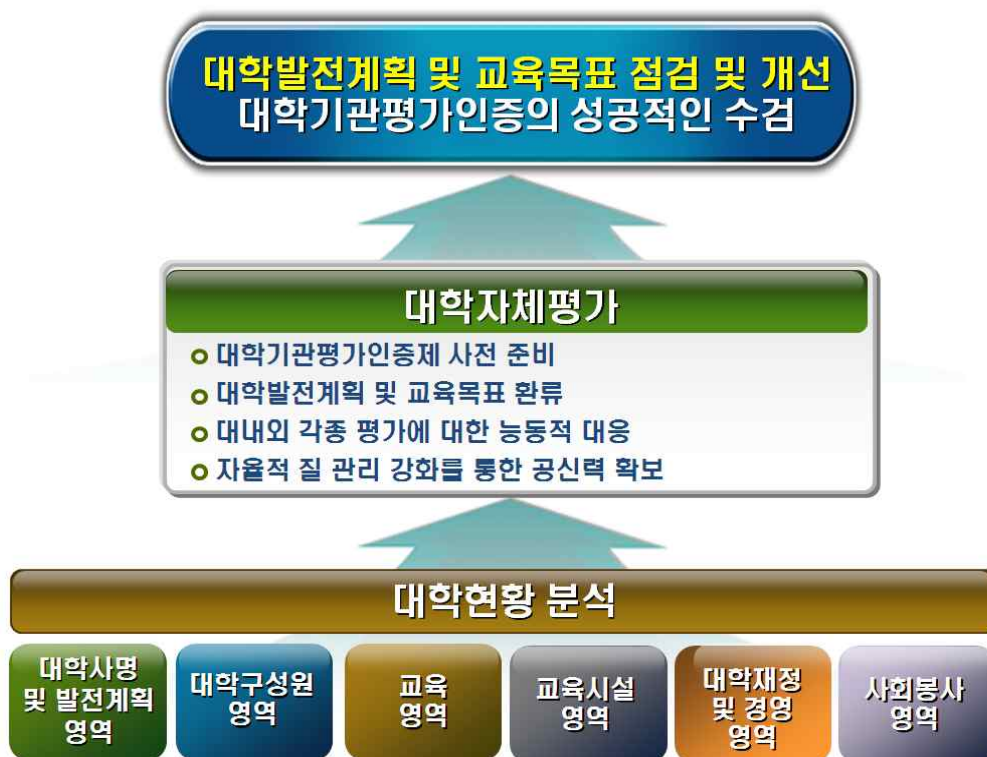 대학발전계획 및 교육목표 점검 및 개선
대학기관평가인증의 성공적인 수검
대학자체평가
대학기관평가인증제 사전 준비
대학발전계획 및 교육목표 환류
대내외 각종 평가에 대한 능동적 대응
자율적 질 관리 강화를 통한 공신력 확보
대학현황 분석
대학사명
및 발전계획
영역
대학구성원
영역
교육
영역
교육시설
영역
대학재정
및 경영
영역
사회봉사
영역